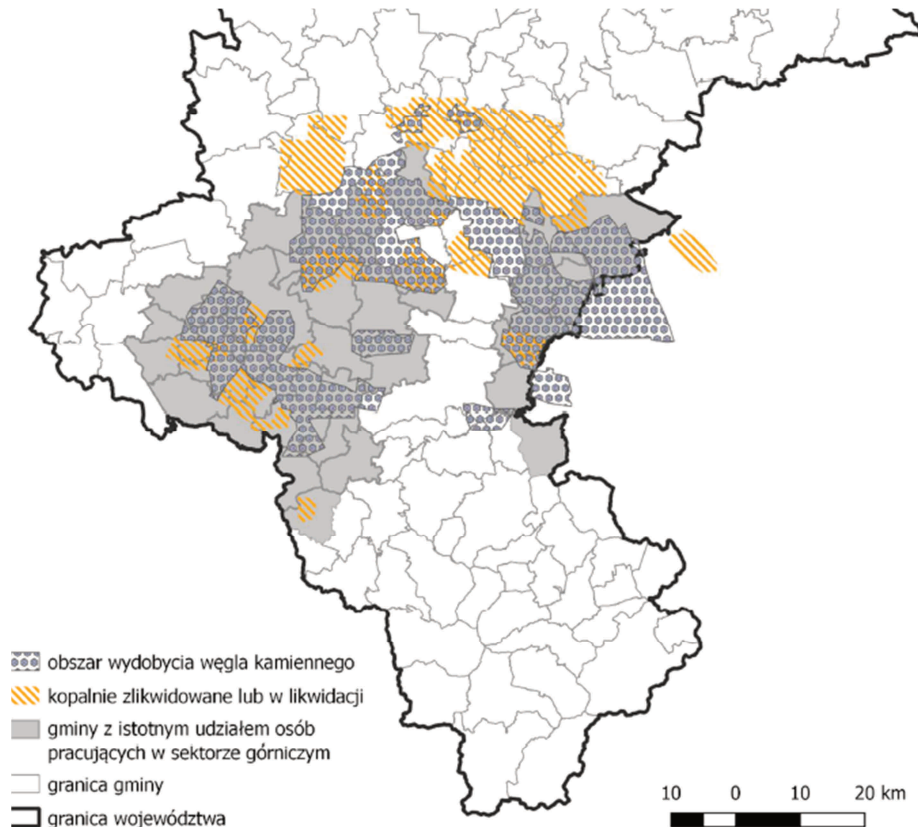 obszar wydobycia węgla kamiennego
kopalnie zlikwidowane lub w likwidacji
gminy z istotnym udziałem osób
pracujących w sektorze górniczym
granica gminy
granica województwa
10 0 10 20 km